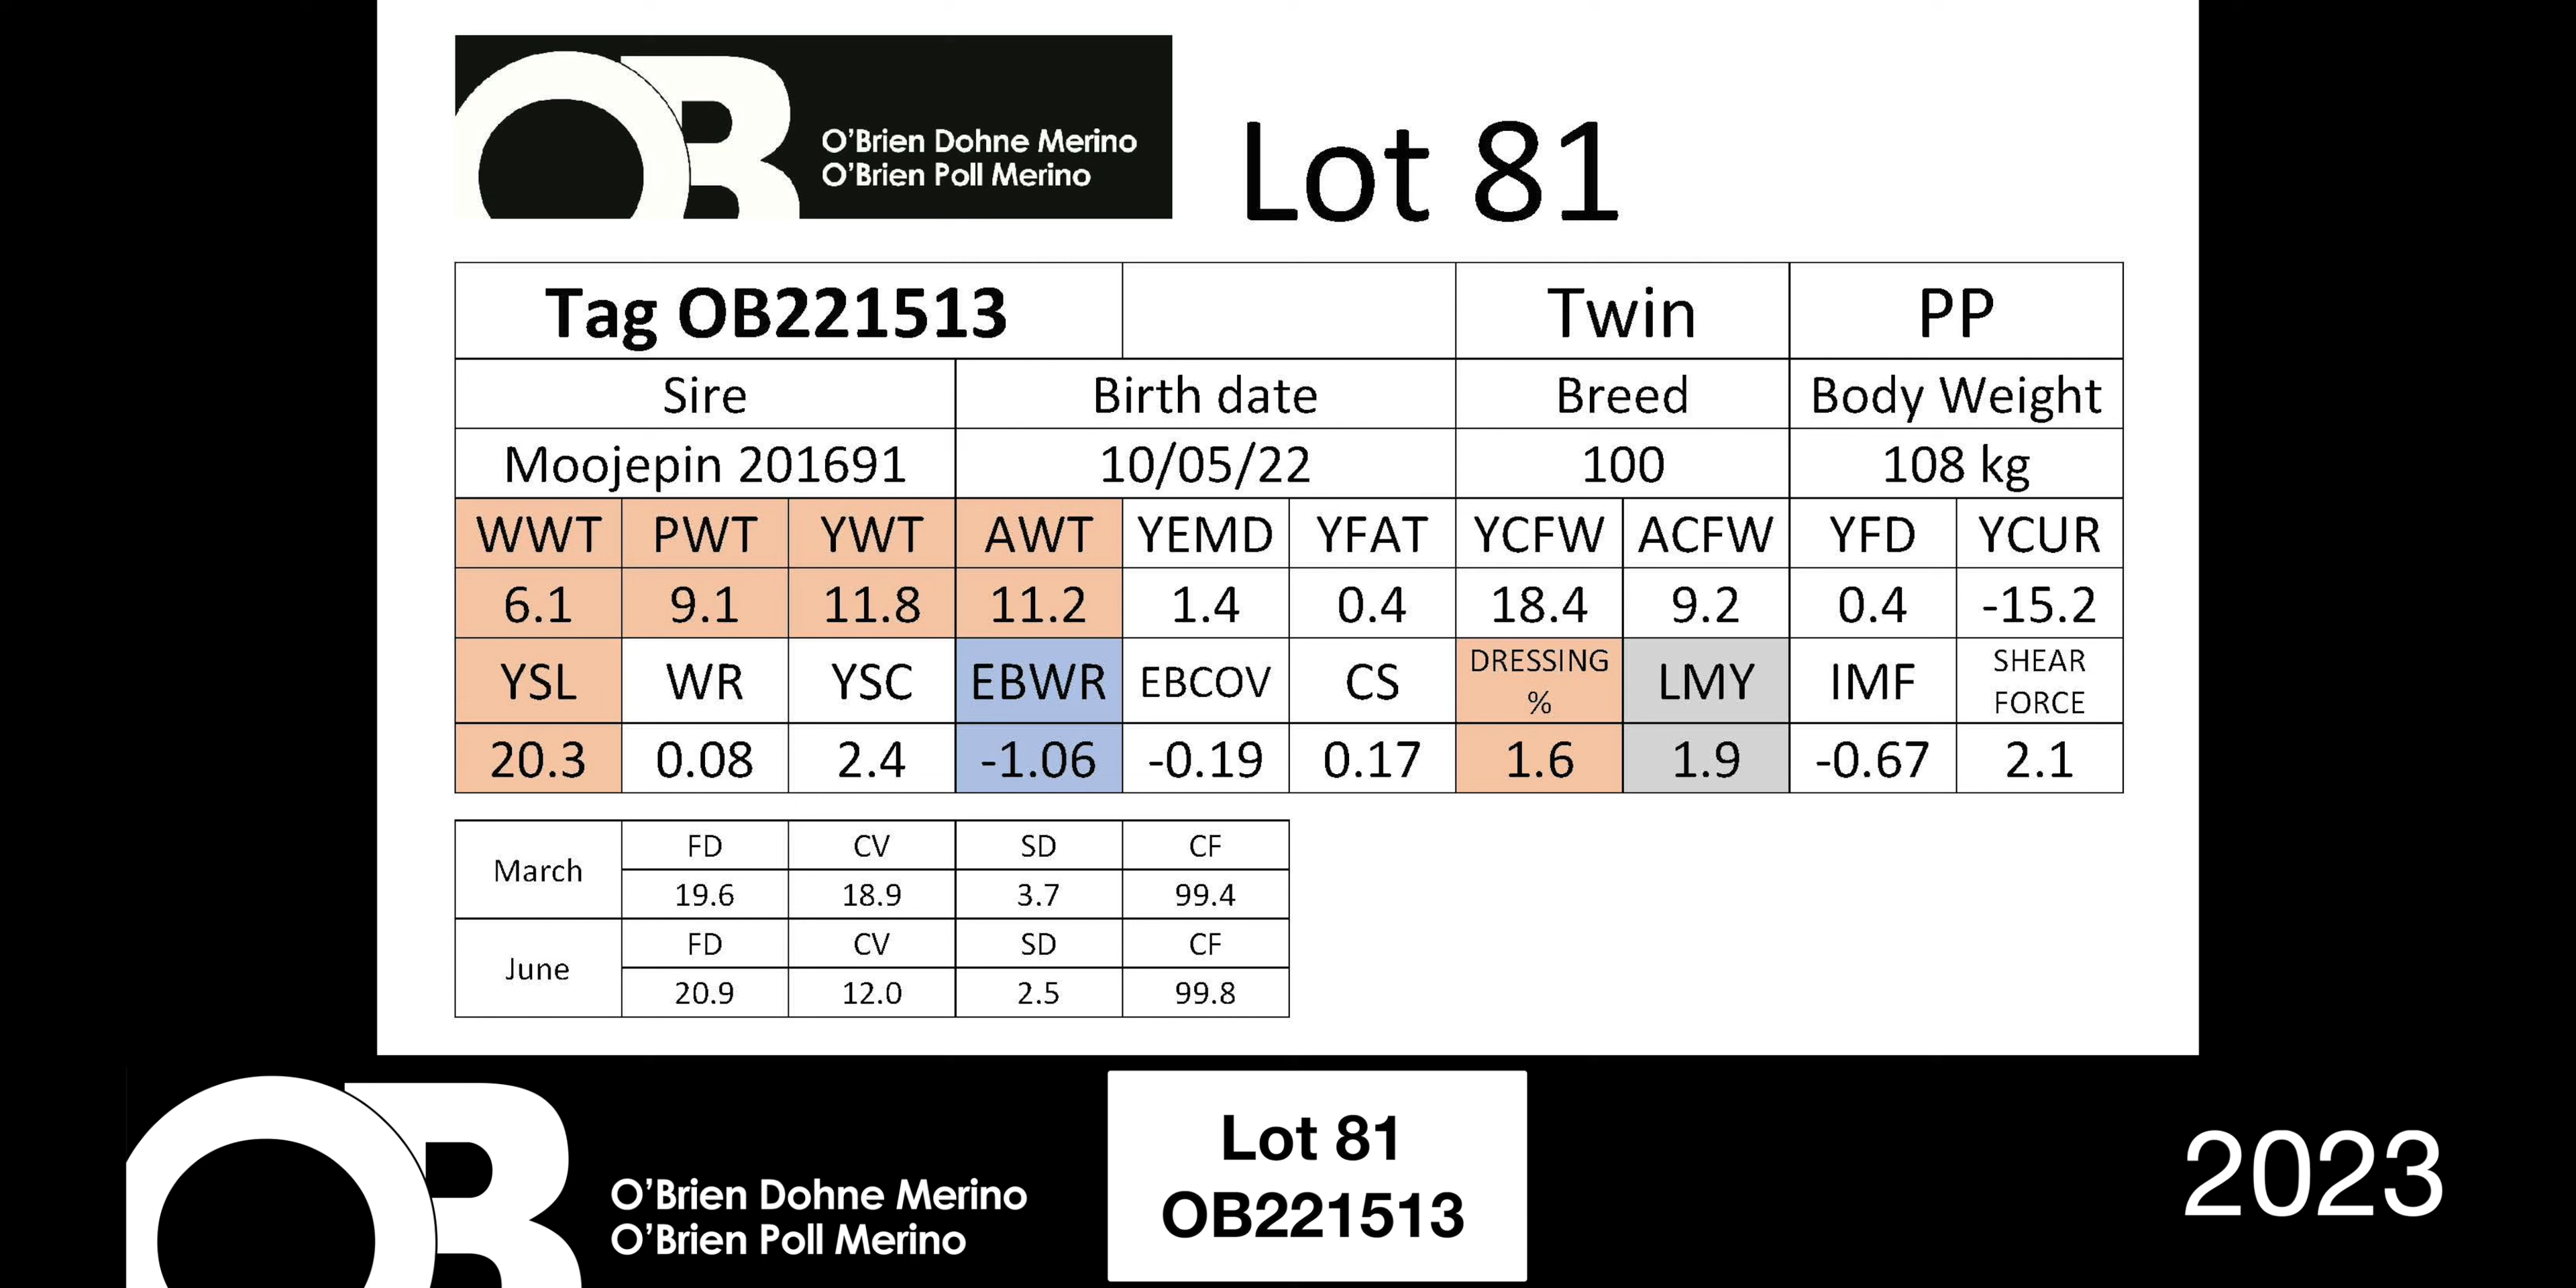 OB
O'Brien Dohne Merino
O'Brien Poll Merino
Lot 81
Tag OB221513 Twin PP
Sire Birth date Breed Body Weight
Moojepin 201691 10/05/22 100 108 kg
WWT PWT YWT AWT YEMD YFAT YCFW ACFW YFD YCUR
6.1 9.1 11.8 11.2 1.4 0.4 18.4 9.2 0.4 -15.2
YSL WR YSC EBWR EBCOV CS DRESSING % LMY IMF SHEAR FORCE
20.3 0.08 2.4 -1.06 -0.19 0.17 1.6 1.9 -0.67 2.1
March FD CV SD CF
19.6 18.9 3.7 99.4
June FD CV SD CF
20.9 12.0 2.5 99.8
OB
O'Brien Dohne Merino
O'Brien Poll Merino
Lot 81
OB221513
2023